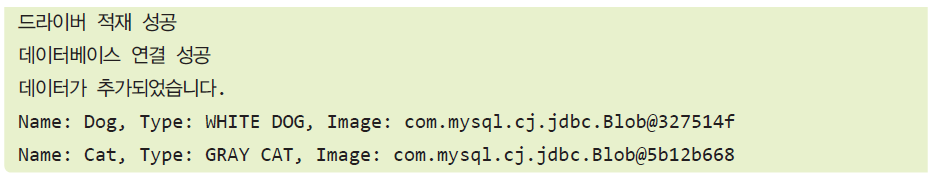 드라이버 적재 성공
데이터베이스 연결 성공
데이터가 추가되었습니다.
Name: Dog, Type: WHITE DOG, Image: com.mysql.cj.jdbc.Blob@327514f
Name: Cat, Type: GRAY CAT, Image: com.mysql.cj.jdbc.Blob@5b12b668